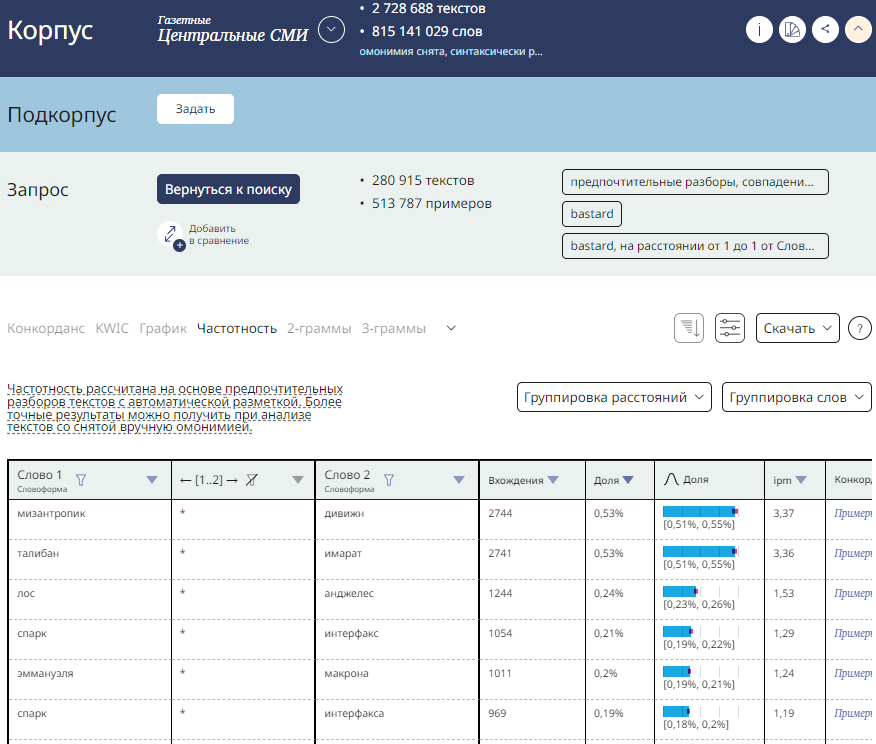 Корпус
Газетные
Центральные СМИ
• 2 728 688 текстов
• 815 141 029 слов
омонимия снята, синтаксически р...
i
Подкорпус
Задать
Запрос
Вернуться к поиску
Добавить
в сравнение
• 280 915 текстов
• 513 787 примеров
предпочтительные разборы, совпадени...
bastard
bastard, на расстоянии от 1 до 1 от Слов...
Конкорданс KWIC График Частотность 2-граммы 3-граммы
Скачать
?
Частотность рассчитана на основе предпочтительных
разборов текстов с автоматической разметкой. Более
точные результаты можно получить при анализе
текстов со снятой вручную омонимией.
Группировка расстояний
Группировка слов
Слово 1 ← [1..2] → Слово 2 Вхождения Доля Доля ipm Конкорд
Словоформа Словоформа
мизантропик * дивижн 2744 0,53% 3,37 Примеры
[0,51%, 0,55%]
талибан * имарат 2741 0,53% 3,36 Примеры
[0,51%, 0,55%]
лос * анджелес 1244 0,24% 1,53 Примеры
[0,23%, 0,26%]
спарк * интерфакс 1054 0,21% 1,29 Примеры
[0,19%, 0,22%]
эммануэля * макрона 1011 0,2% 1,24 Примеры
[0,19%, 0,21%]
спарк * интерфакса 969 0,19% 1,19 Примеры
[0,18%, 0,2%]